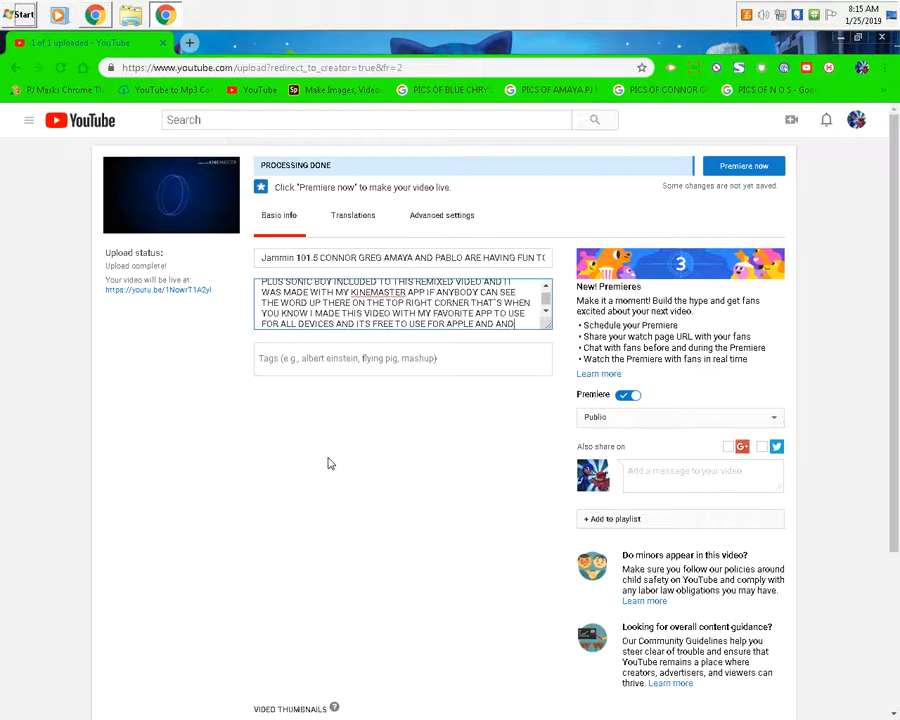 Start
8:15 AM
1/25/2019
1 of 1 uploaded - YouTube
https://www.youtube.com/upload?redirect_to_creator=true&fr=2
PJ Masks Chrome Th
YouTube to Mp3 Co
YouTube
Make Images, Video
PICS OF BLUE CHRY
PICS OF AMAYA PJ
PICS OF CONNOR G
PICS OF N O S - Goo
YouTube
Search
KINEMASTER
PROCESSING DONE
Premiere now
Click "Premiere now" to make your video live.
Some changes are not yet saved.
Basic info
Translations
Advanced settings
Upload status:
Upload complete!
Your video will be live at:
https://youtu.be/1NowrT1A2yI
Jammin 101.5 CONNOR GREG AMAYA AND PABLO ARE HAVING FUN TO
PLUS SONIC BOY INCLUDED TO THIS REMIXED VIDEO AND IT
WAS MADE WITH MY KINEMASTER APP IF ANYBODY CAN SEE
THE WORD UP THERE ON THE TOP RIGHT CORNER THAT`S WHEN
YOU KNOW I MADE THIS VIDEO WITH MY FAVORITE APP TO USE
FOR ALL DEVICES AND ITS FREE TO USE FOR APPLE AND AND
Tags (e.g., albert einstein, flying pig, mashup)
3
New! Premieres
Make it a moment! Build the hype and get fans
excited about your next video.
• Schedule your Premiere
• Share your watch page URL with your fans
• Chat with fans before and during the Premiere
• Watch the Premiere with fans in real time
Learn more
Premiere
Public
Also share on
G+
Add a message to your video
+ Add to playlist
Do minors appear in this video?
Make sure you follow our policies around
child safety on YouTube and comply with
any labor law obligations you may have.
Learn more
Looking for overall content guidance?
Our Community Guidelines help you
steer clear of trouble and ensure that
YouTube remains a place where
creators, advertisers, and viewers can
thrive. Learn more
VIDEO THUMBNAILS ?